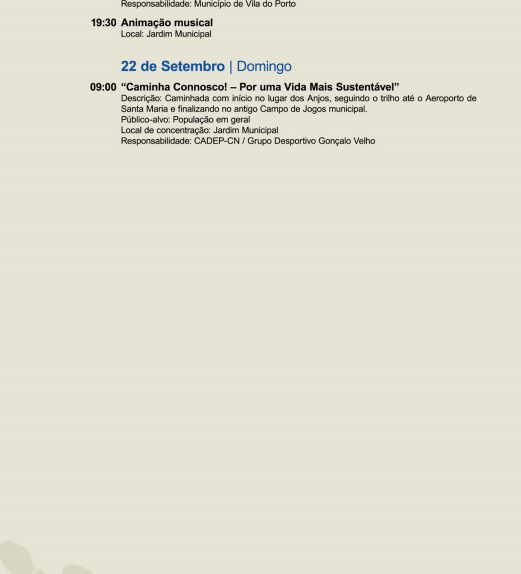 Responsabilidade: Município de Vila do Porto
19:30 Animação musical
Local: Jardim Municipal
22 de Setembro | Domingo
09:00 “Caminha Connosco! – Por uma Vida Mais Sustentável”
Descrição: Caminhada com início no lugar dos Anjos, seguindo o trilho até o Aeroporto de
Santa Maria e finalizando no antigo Campo de Jogos municipal.
Público-alvo: População em geral
Local de concentração: Jardim Municipal
Responsabilidade: CADEP-CN / Grupo Desportivo Gonçalo Velho